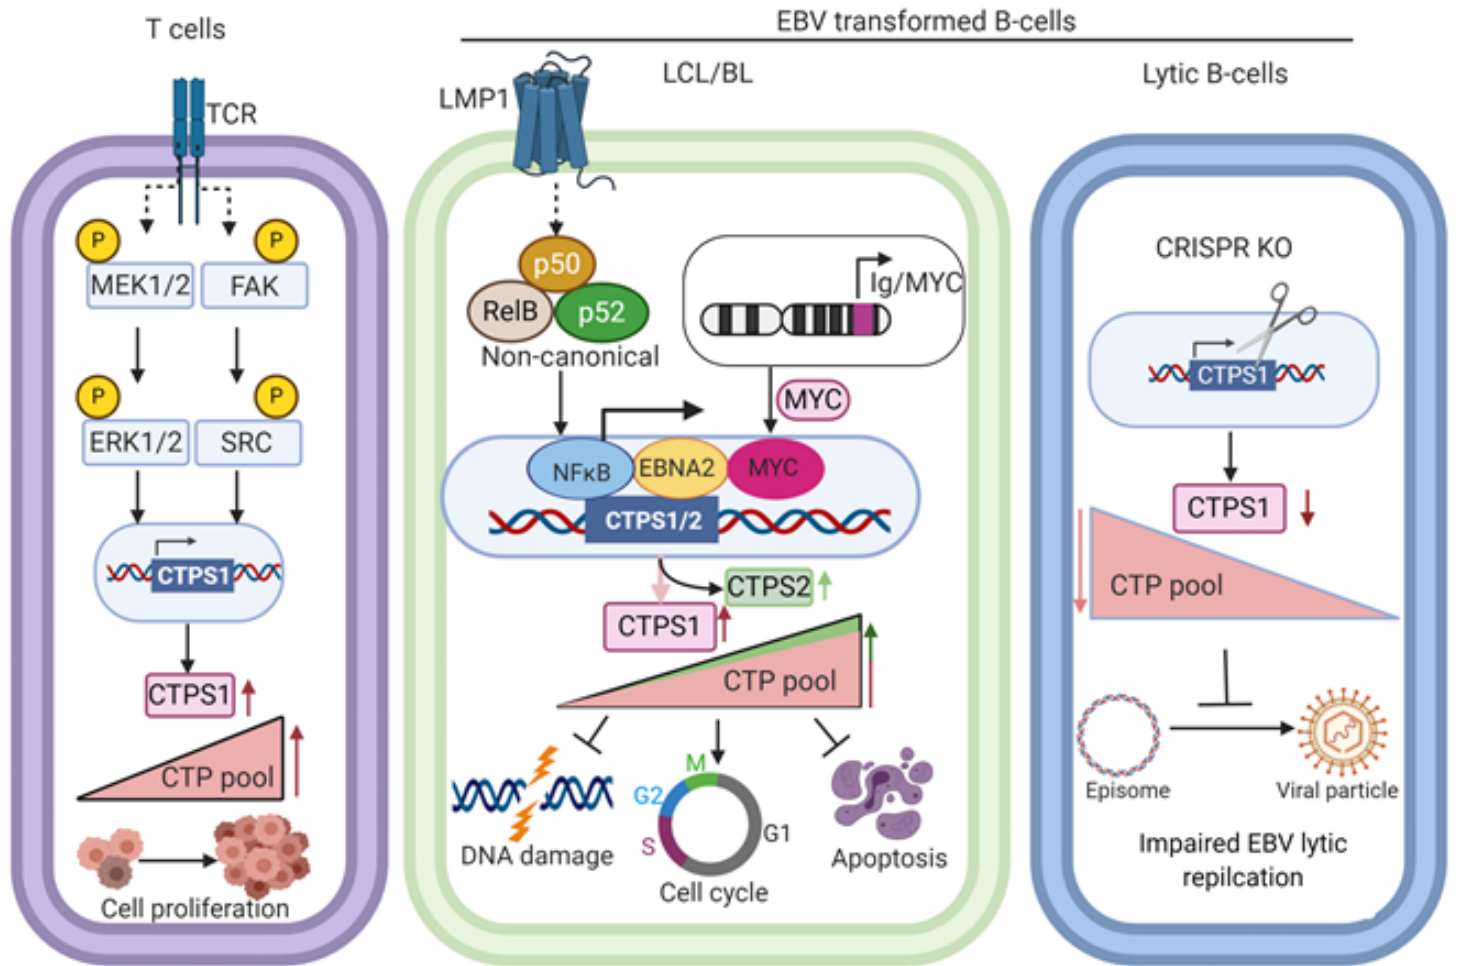 T cells
TCR
P
P
MEK1/2
FAK
P
P
ERK1/2
SRC
CTPS1
CTPS1
CTP pool
Cell proliferation
EBV transformed B-cells
LCL/BL
LMP1
p50
RelB
p52
Non-canonical
Ig/MYC
MYC
NFκB
EBNA2
MYC
CTPS1/2
CTPS2
CTPS1
CTP pool
DNA damage
M
G2
S
G1
Cell cycle
Apoptosis
Lytic B-cells
CRISPR KO
CTPS1
CTPS1
CTP pool
Episome
Viral particle
Impaired EBV lytic
repilcation